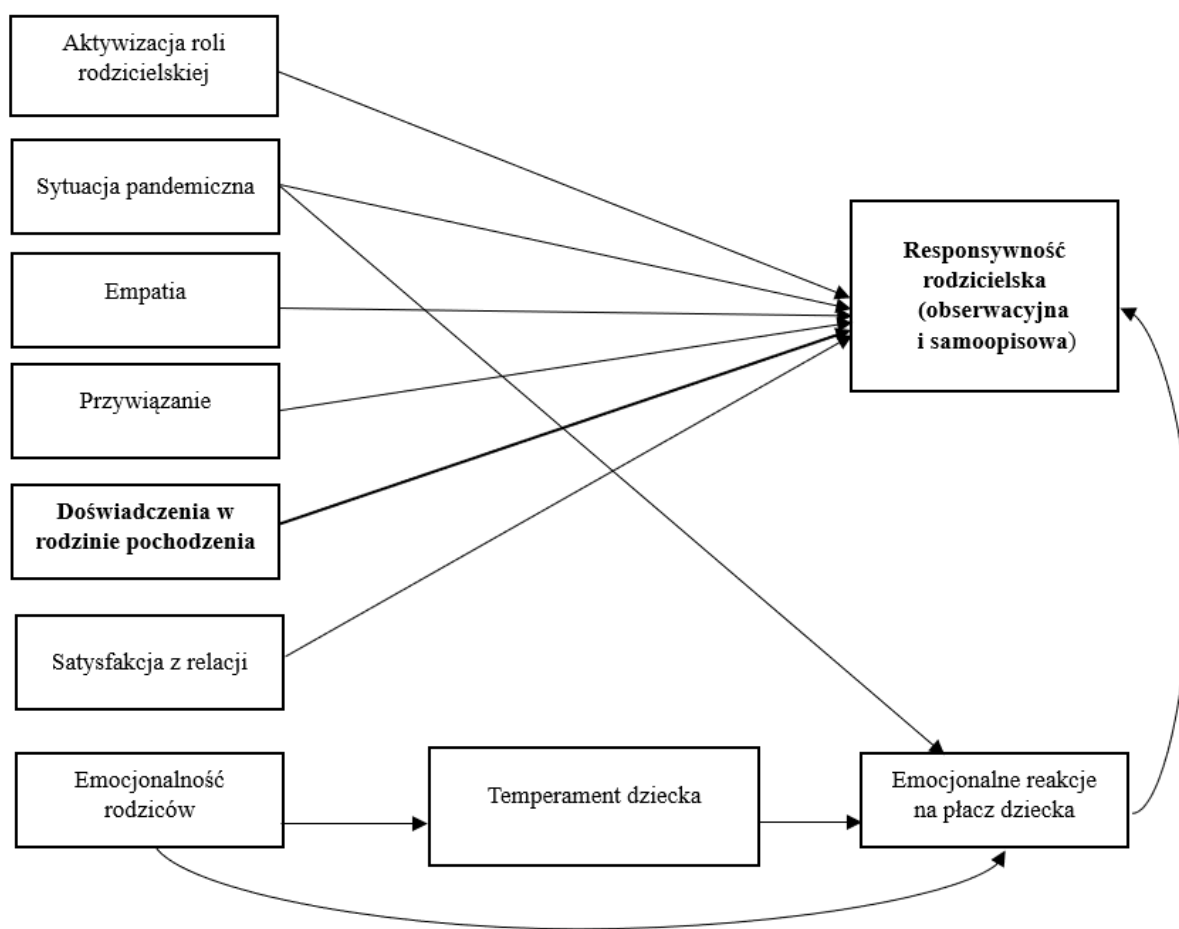 Aktywizacja roli
rodzicielskiej
Sytuacja pandemiczna
Empatia
Przywiązanie
Doświadczenia w
rodzinie pochodzenia
Satysfakcja z relacji
Emocjonalność
rodziców
Temperament dziecka
Emocjonalne reakcje
na płacz dziecka
Responsywność
rodzicielska
(obserwacyjna
i samoopisowa)